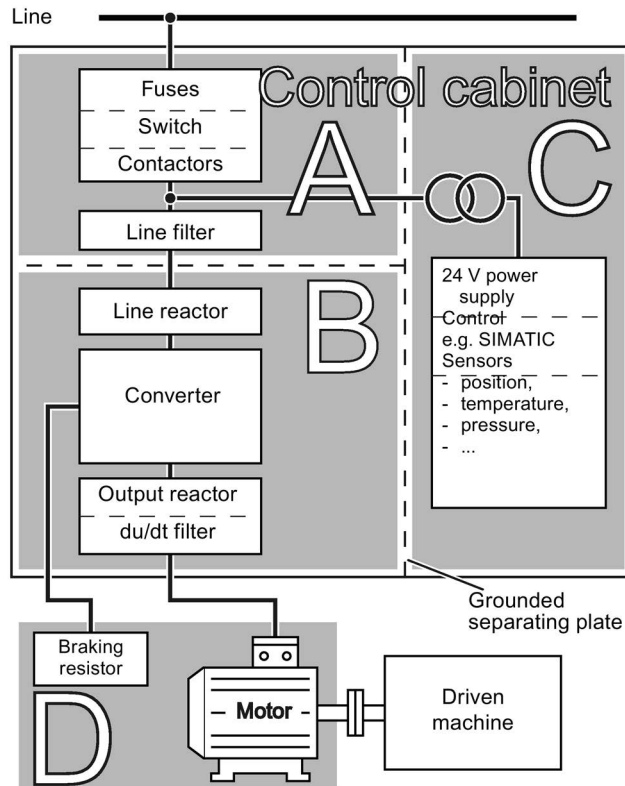 Line
Control cabinet
Fuses
Switch
Contactors
A
C
Line filter
24 V power
supply
Control
e.g. SIMATIC
Sensors
- position,
- temperature,
- pressure,
- ...
B
Line reactor
Converter
Output reactor
du/dt filter
Grounded
separating plate
Braking
resistor
D
Motor
Driven
machine